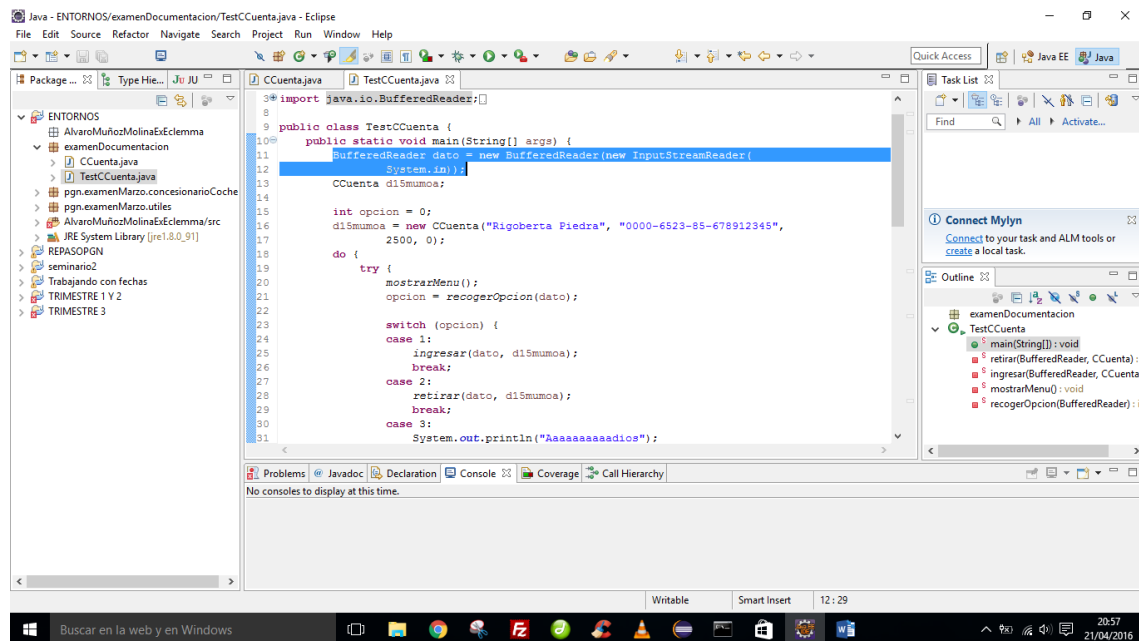 Java - ENTORNOS/examenDocumentacion/TestCCuenta.java - Eclipse
File Edit Source Refactor Navigate Search Project Run Window Help
Quick Access Java EE Java
Package ... Type Hie... Ju JU
CCuenta.java TestCCuenta.java
Task List
ENTORNOS
AlvaroMuñozMolinaExEclemma
examenDocumentacion
CCuenta.java
TestCCuenta.java
pgn.examenMarzo.concesionarioCoche
pgn.examenMarzo.utiles
AlvaroMuñozMolinaExEclemma/src
JRE System Library [jre1.8.0_91]
REPASOPGN
seminario2
Trabajando con fechas
TRIMESTRE 1 Y 2
TRIMESTRE 3
3 import java.io.BufferedReader;
8
9 public class TestCCuenta {
10 public static void main(String[] args) {
11 BufferedReader dato = new BufferedReader(new InputStreamReader(
12 System.in));
13 CCuenta d15mumoa;
14
15 int opcion = 0;
16 d15mumoa = new CCuenta("Rigoberta Piedra", "0000-6523-85-678912345",
17 2500, 0);
18 do {
19 try {
20 mostrarMenu();
21 opcion = recogerOpcion(dato);
22
23 switch (opcion) {
24 case 1:
25 ingresar(dato, d15mumoa);
26 break;
27 case 2:
28 retirar(dato, d15mumoa);
29 break;
30 case 3:
31 System.out.println("Aaaaaaaaaadios");
Find All Activate...
Connect Mylyn
Connect to your task and ALM tools or
create a local task.
Outline
examenDocumentacion
TestCCuenta
main(String[]) : void
retirar(BufferedReader, CCuenta) :
ingresar(BufferedReader, CCuenta
mostrarMenu() : void
recogerOpcion(BufferedReader) : i
Problems Javadoc Declaration Console Coverage Call Hierarchy
No consoles to display at this time.
Writable Smart Insert 12 : 29
Buscar en la web y en Windows
20:57
21/04/2016